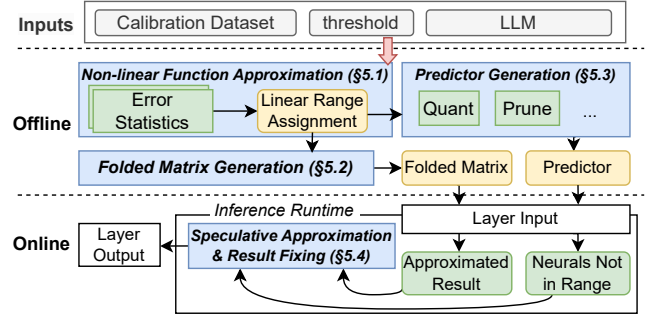 Inputs
Calibration Dataset
threshold
LLM
Offline
Non-linear Function Approximation (§5.1)
Error
Statistics
Linear Range
Assignment
Predictor Generation (§5.3)
Quant
Prune
...
Folded Matrix Generation (§5.2)
Folded Matrix
Predictor
Online
Inference Runtime
Layer Input
Layer
Output
Speculative Approximation
& Result Fixing (§5.4)
Approximated
Result
Neurals Not
in Range